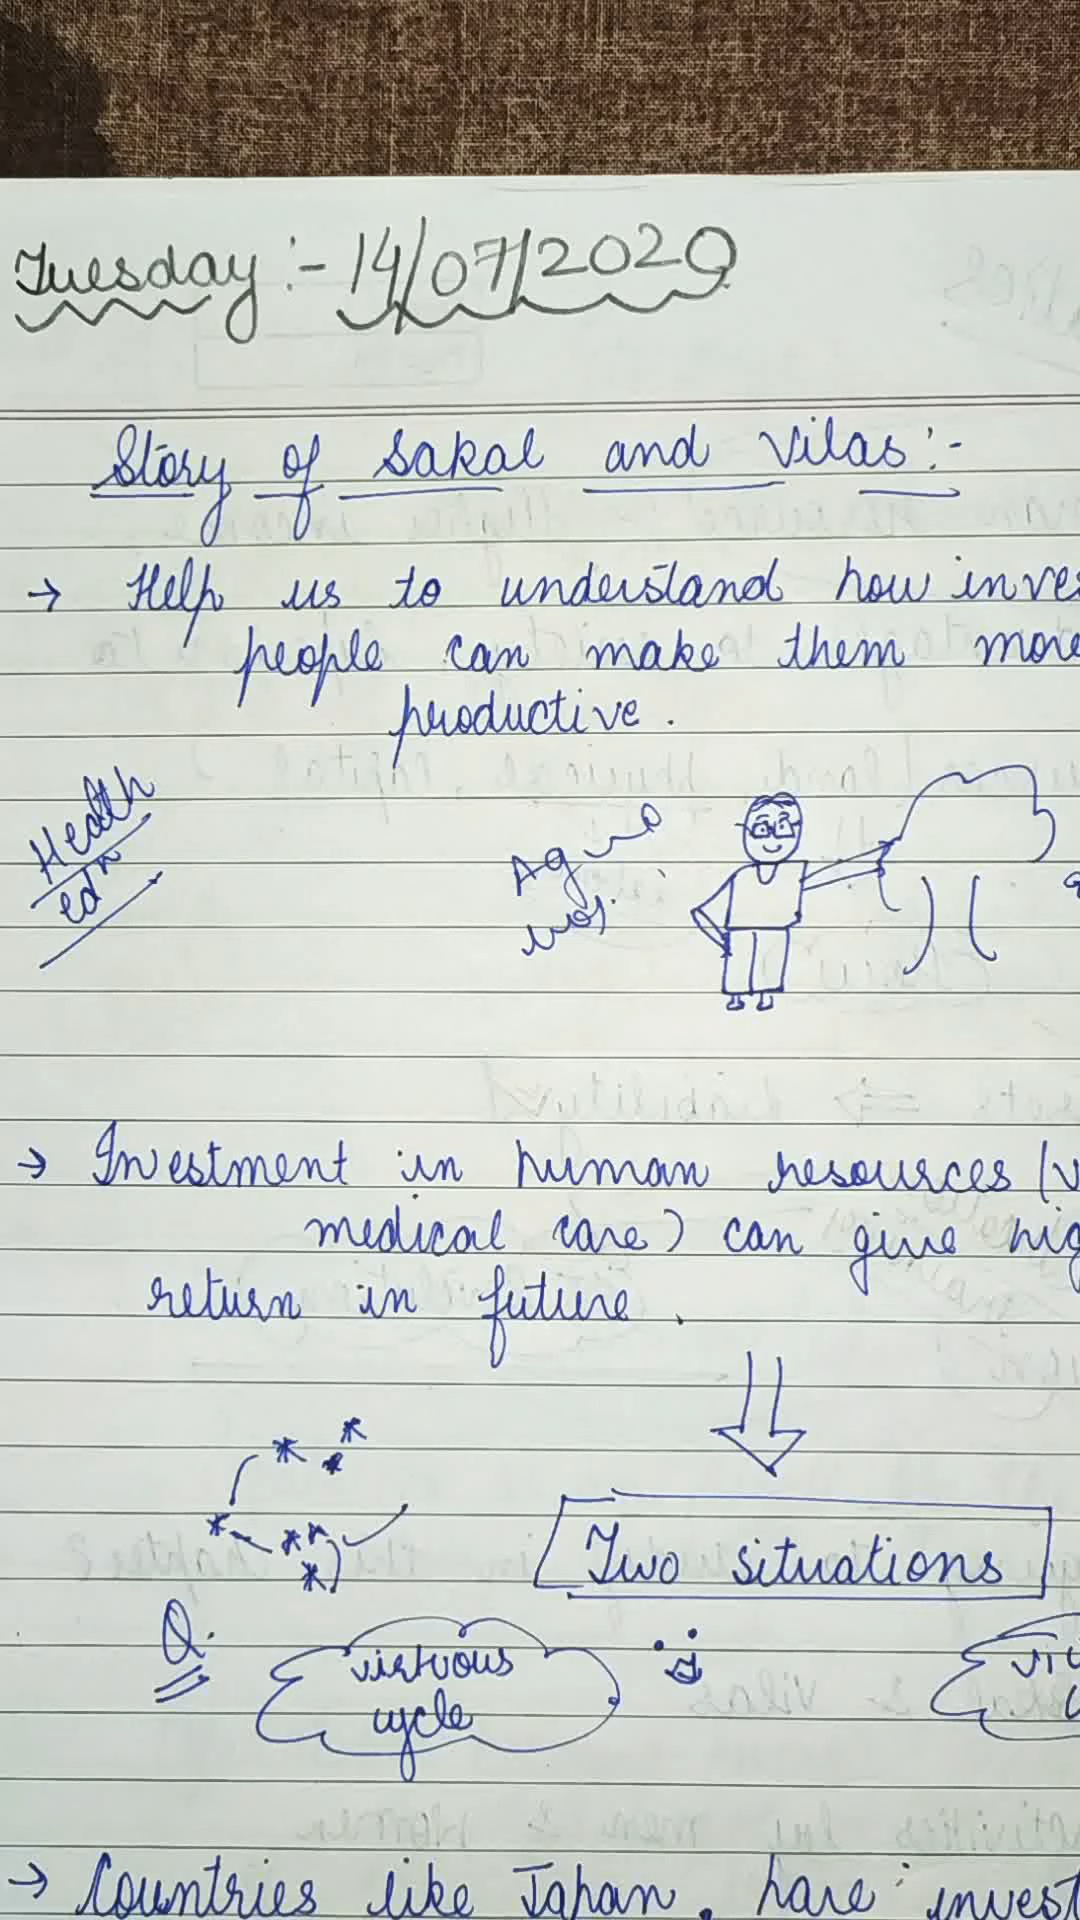 Tuesday :- 14/07/2020
Story of Sakal and Vilas :-
→ Help us to understand how inves
people can make them more
productive.
Health
edⁿ
→ Investment in human resources (v
medical care) can give hig
return in future.
Two situations
Q.
virtuous
cycle
→ Countries like Japan, have invest